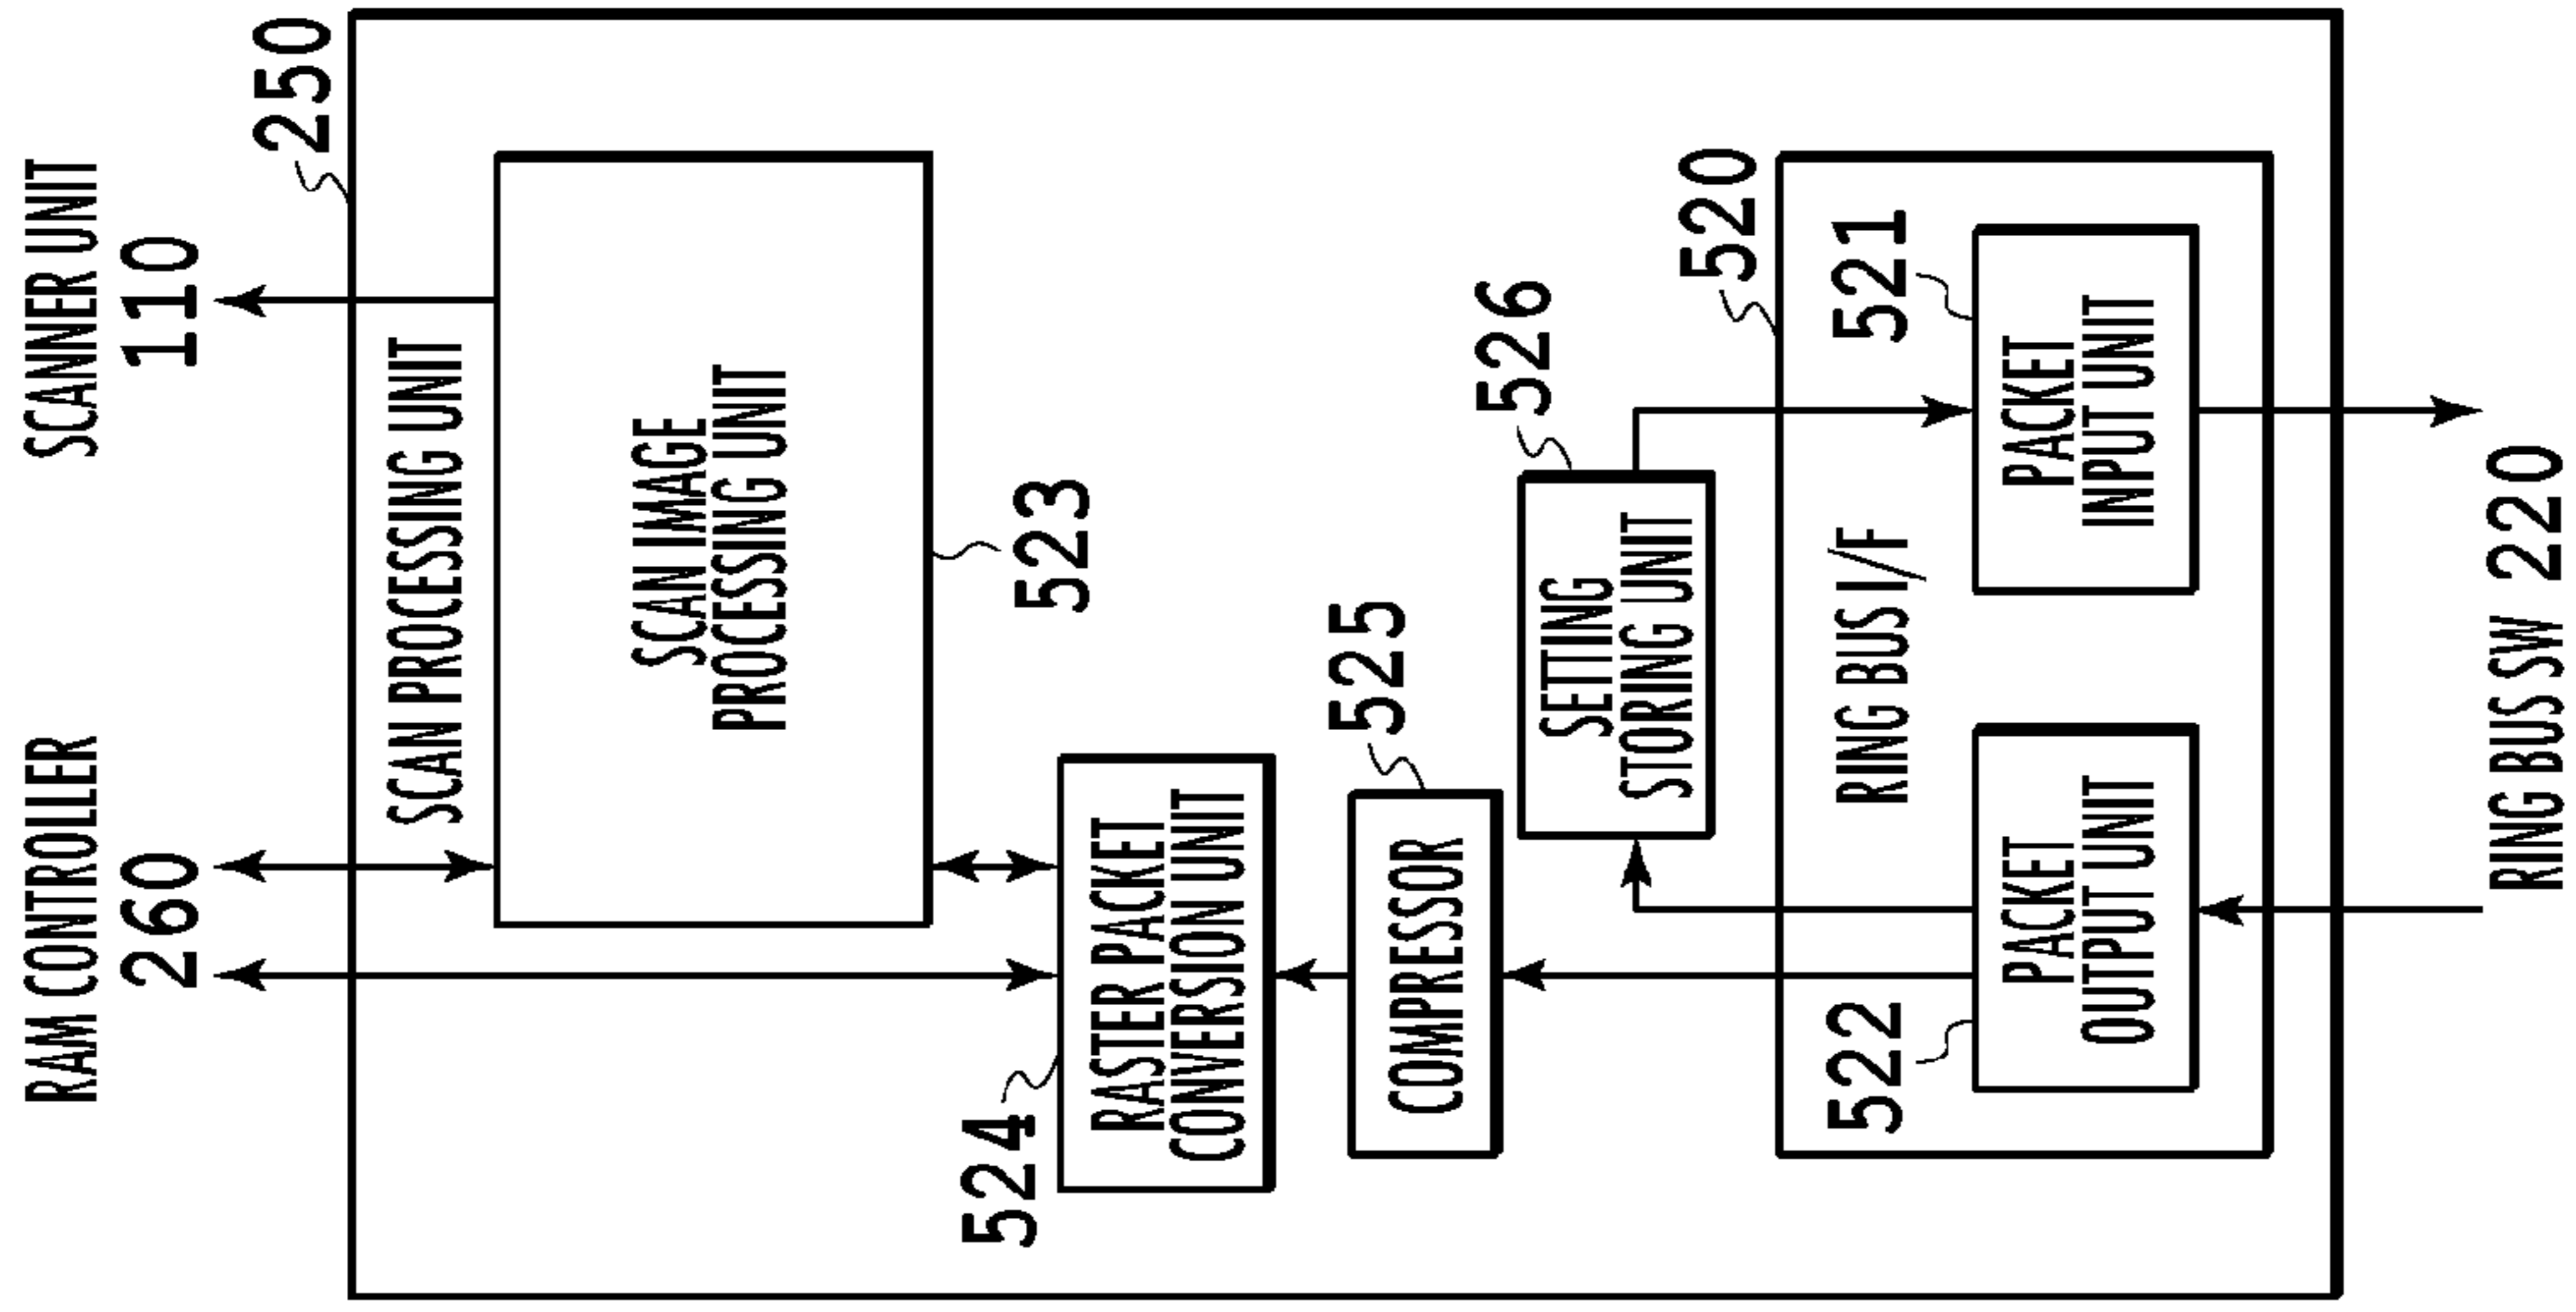 RAM CONTROLLER
260
SCANNER UNIT
110
250
SCAN PROCESSING UNIT
SCAN IMAGE
PROCESSING UNIT
523
524
RASTER PACKET
CONVERSION UNIT
525
COMPRESSOR
526
SETTING
STORING UNIT
520
RING BUS I/F
522
PACKET
OUTPUT UNIT
521
PACKET
INPUT UNIT
RING BUS SW 220